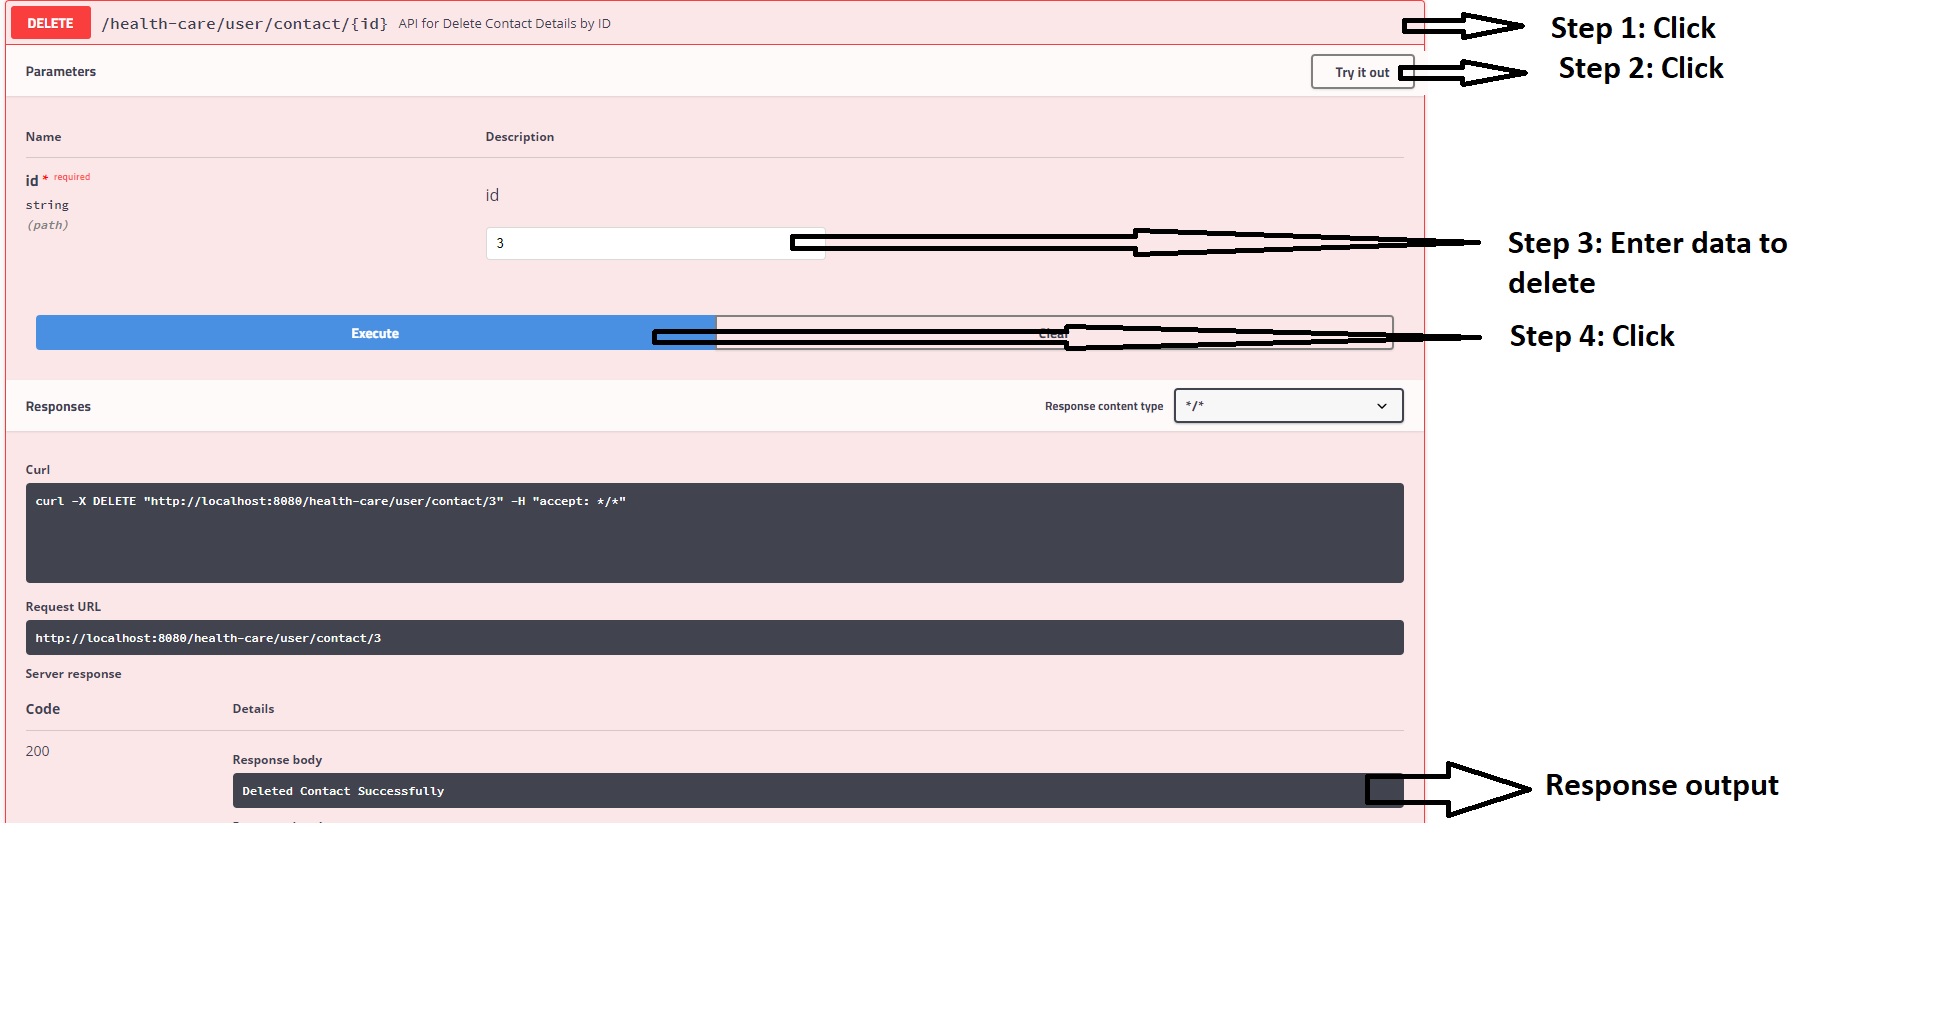 DELETE /health-care/user/contact/{id} API for Delete Contact Details by ID
Step 1: Click
Parameters
Try it out
Step 2: Click
Name Description
id * required
string
(path)
id
3
Step 3: Enter data to
delete
Execute
Clear
Step 4: Click
Responses
Response content type */*
Curl
curl -X DELETE "http://localhost:8080/health-care/user/contact/3" -H "accept: */*"
Request URL
http://localhost:8080/health-care/user/contact/3
Server response
Code Details
200
Response body
Deleted Contact Successfully
Response output